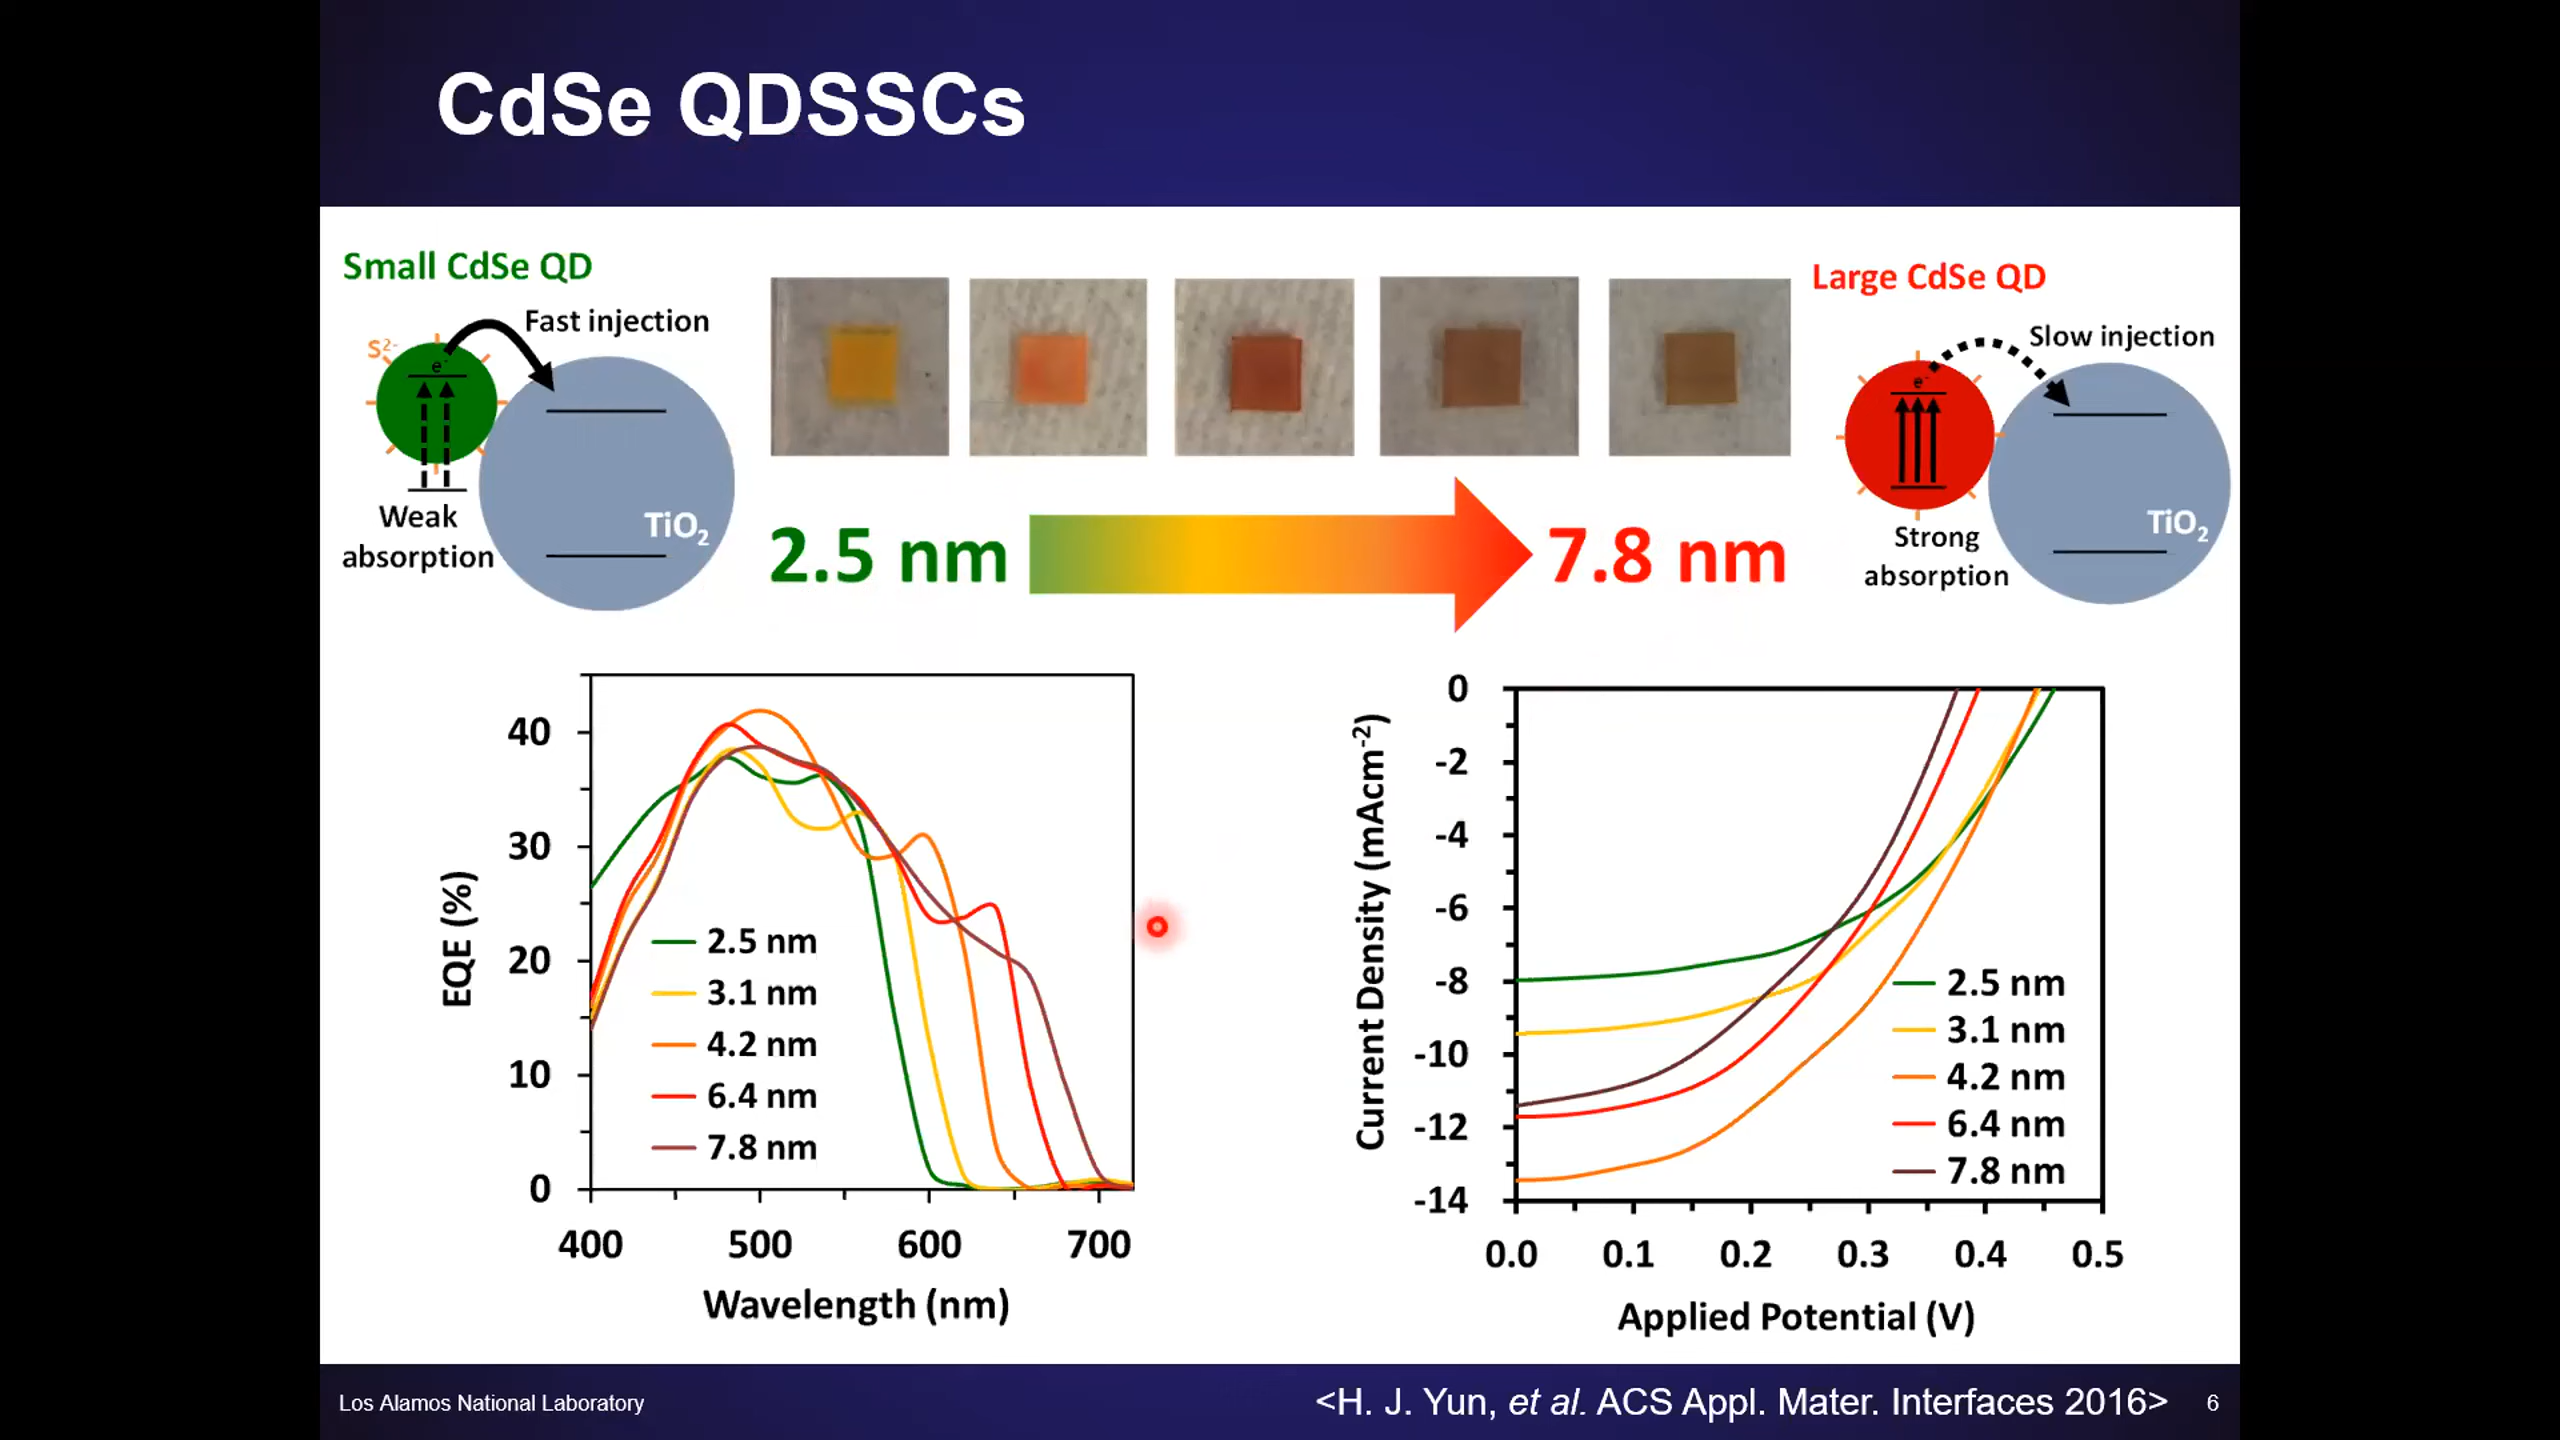 CdSe QDSSCs
Small CdSe QD
Fast injection
S²⁻
e⁻
Weak
absorption
TiO₂
2.5 nm
7.8 nm
Large CdSe QD
Slow injection
e⁻
Strong
absorption
TiO₂
EQE (%)
40
30
20
10
0
2.5 nm
3.1 nm
4.2 nm
6.4 nm
7.8 nm
400 500 600 700
Wavelength (nm)
Current Density (mAcm⁻²)
0
-2
-4
-6
-8
-10
-12
-14
2.5 nm
3.1 nm
4.2 nm
6.4 nm
7.8 nm
0.0 0.1 0.2 0.3 0.4 0.5
Applied Potential (V)
Los Alamos National Laboratory
<H. J. Yun, et al. ACS Appl. Mater. Interfaces 2016>
6